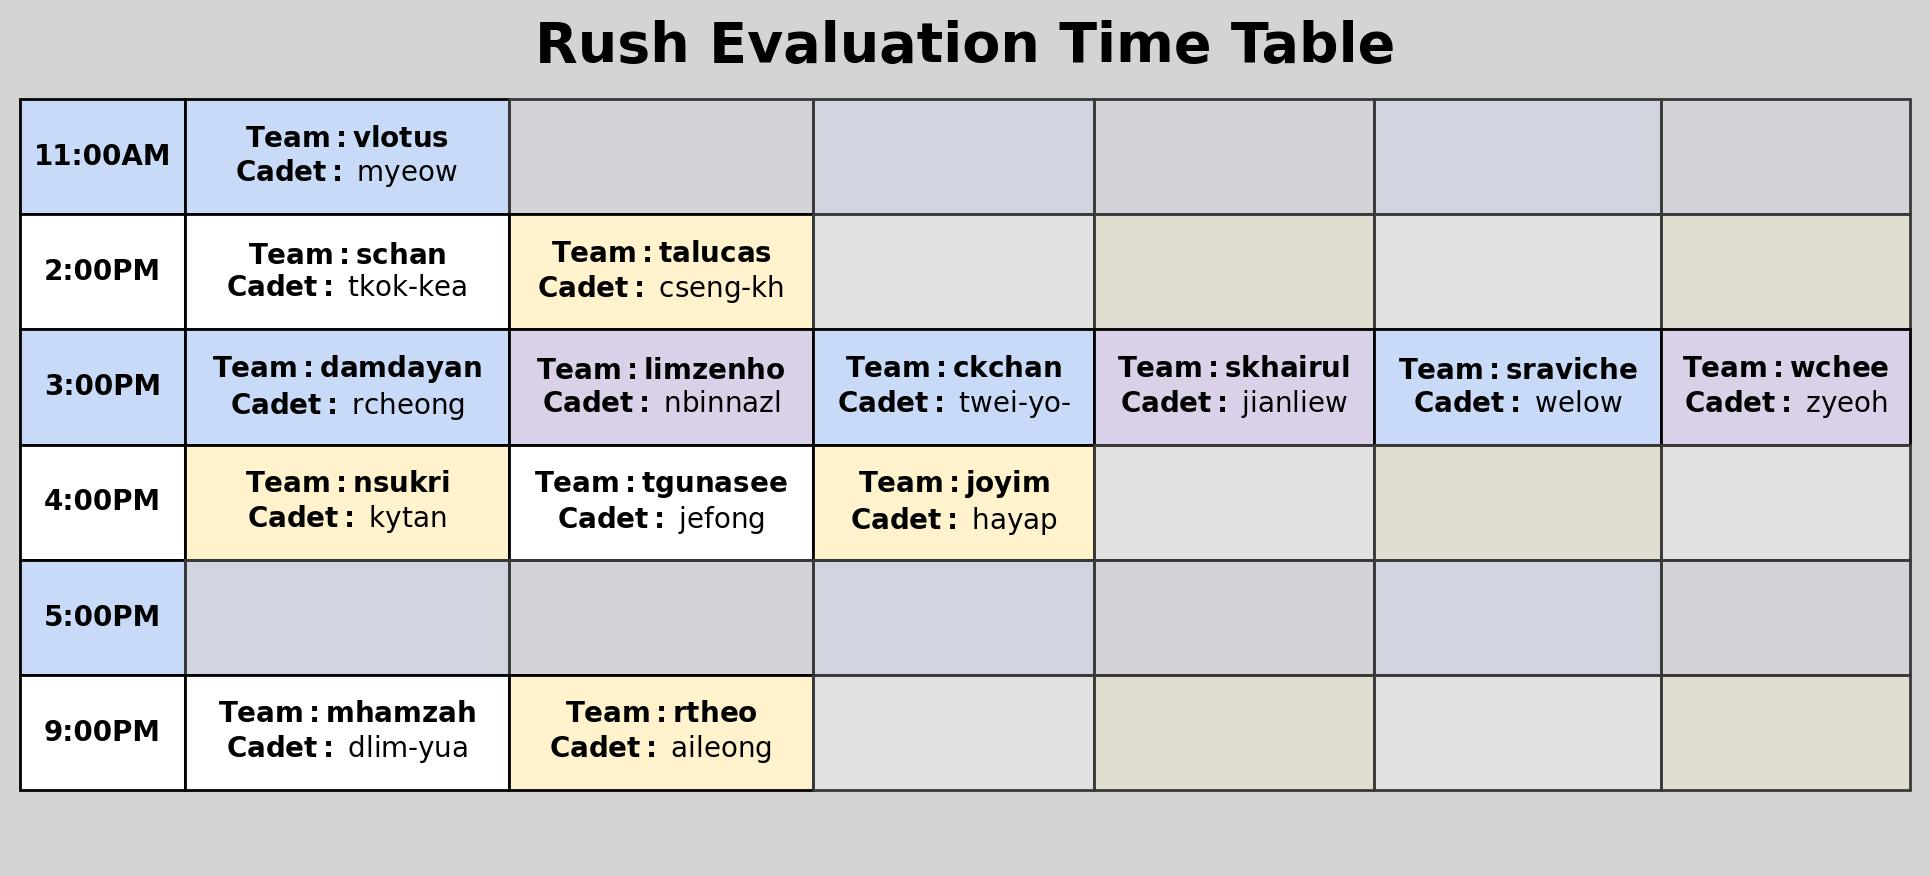 Rush Evaluation Time Table
11:00AM
Team : vlotus
Cadet : myeow
2:00PM
Team : schan
Cadet : tkok-kea
Team : talucas
Cadet : cseng-kh
3:00PM
Team : damdayan
Cadet : rcheong
Team : limzenho
Cadet : nbinnazl
Team : ckchan
Cadet : twei-yo-
Team : skhairul
Cadet : jianliew
Team : sraviche
Cadet : welow
Team : wchee
Cadet : zyeoh
4:00PM
Team : nsukri
Cadet : kytan
Team : tgunasee
Cadet : jefong
Team : joyim
Cadet : hayap
5:00PM
9:00PM
Team : mhamzah
Cadet : dlim-yua
Team : rtheo
Cadet : aileong